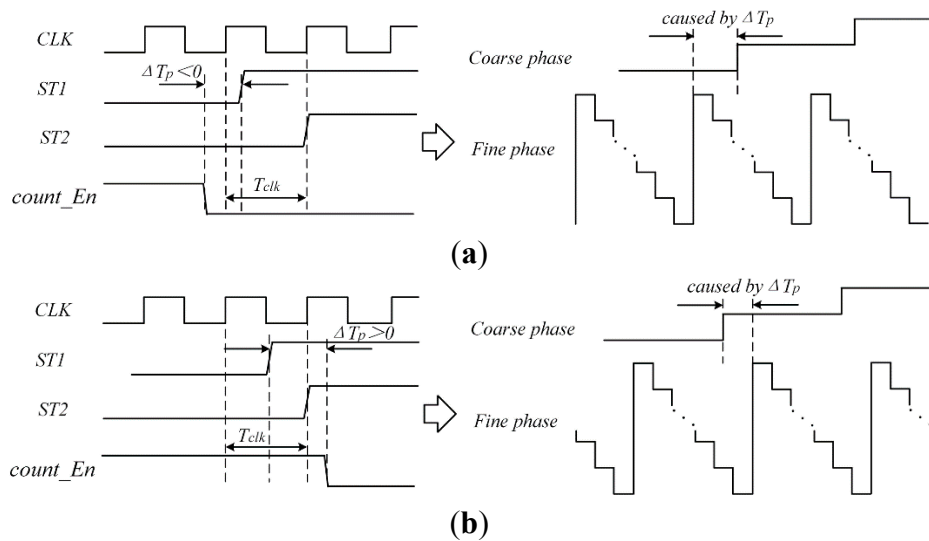 CLK
ΔTp<0
ST1
ST2
count_En
Tclk
caused by ΔTp
Coarse phase
Fine phase
(a)
CLK
ΔTp>0
ST1
ST2
Tclk
count_En
caused by ΔTp
Coarse phase
Fine phase
(b)